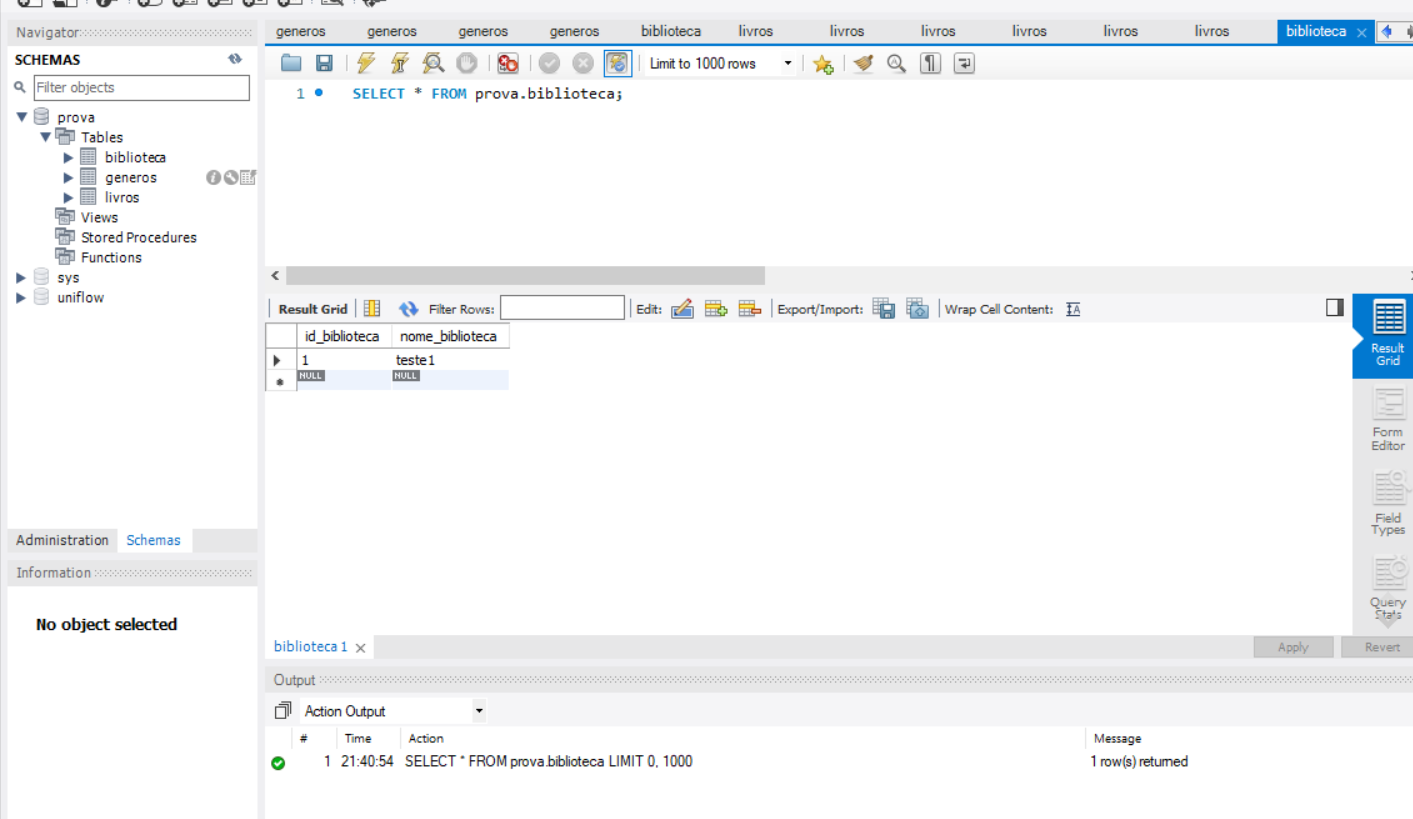 Navigator
generos generos generos generos biblioteca livros livros livros livros livros livros biblioteca
SCHEMAS
Limit to 1000 rows
Filter objects
1 SELECT * FROM prova.biblioteca;
prova
Tables
biblioteca
generos
livros
Views
Stored Procedures
Functions
sys
uniflow
Result Grid Filter Rows: Edit: Export/Import: Wrap Cell Content:
id_biblioteca nome_biblioteca
1 teste1
NULL NULL
Result
Grid
Form
Editor
Field
Types
Query
Stats
Administration Schemas
Information
No object selected
biblioteca 1
Apply Revert
Output
Action Output
# Time Action Message
1 21:40:54 SELECT * FROM prova.biblioteca LIMIT 0, 1000 1 row(s) returned